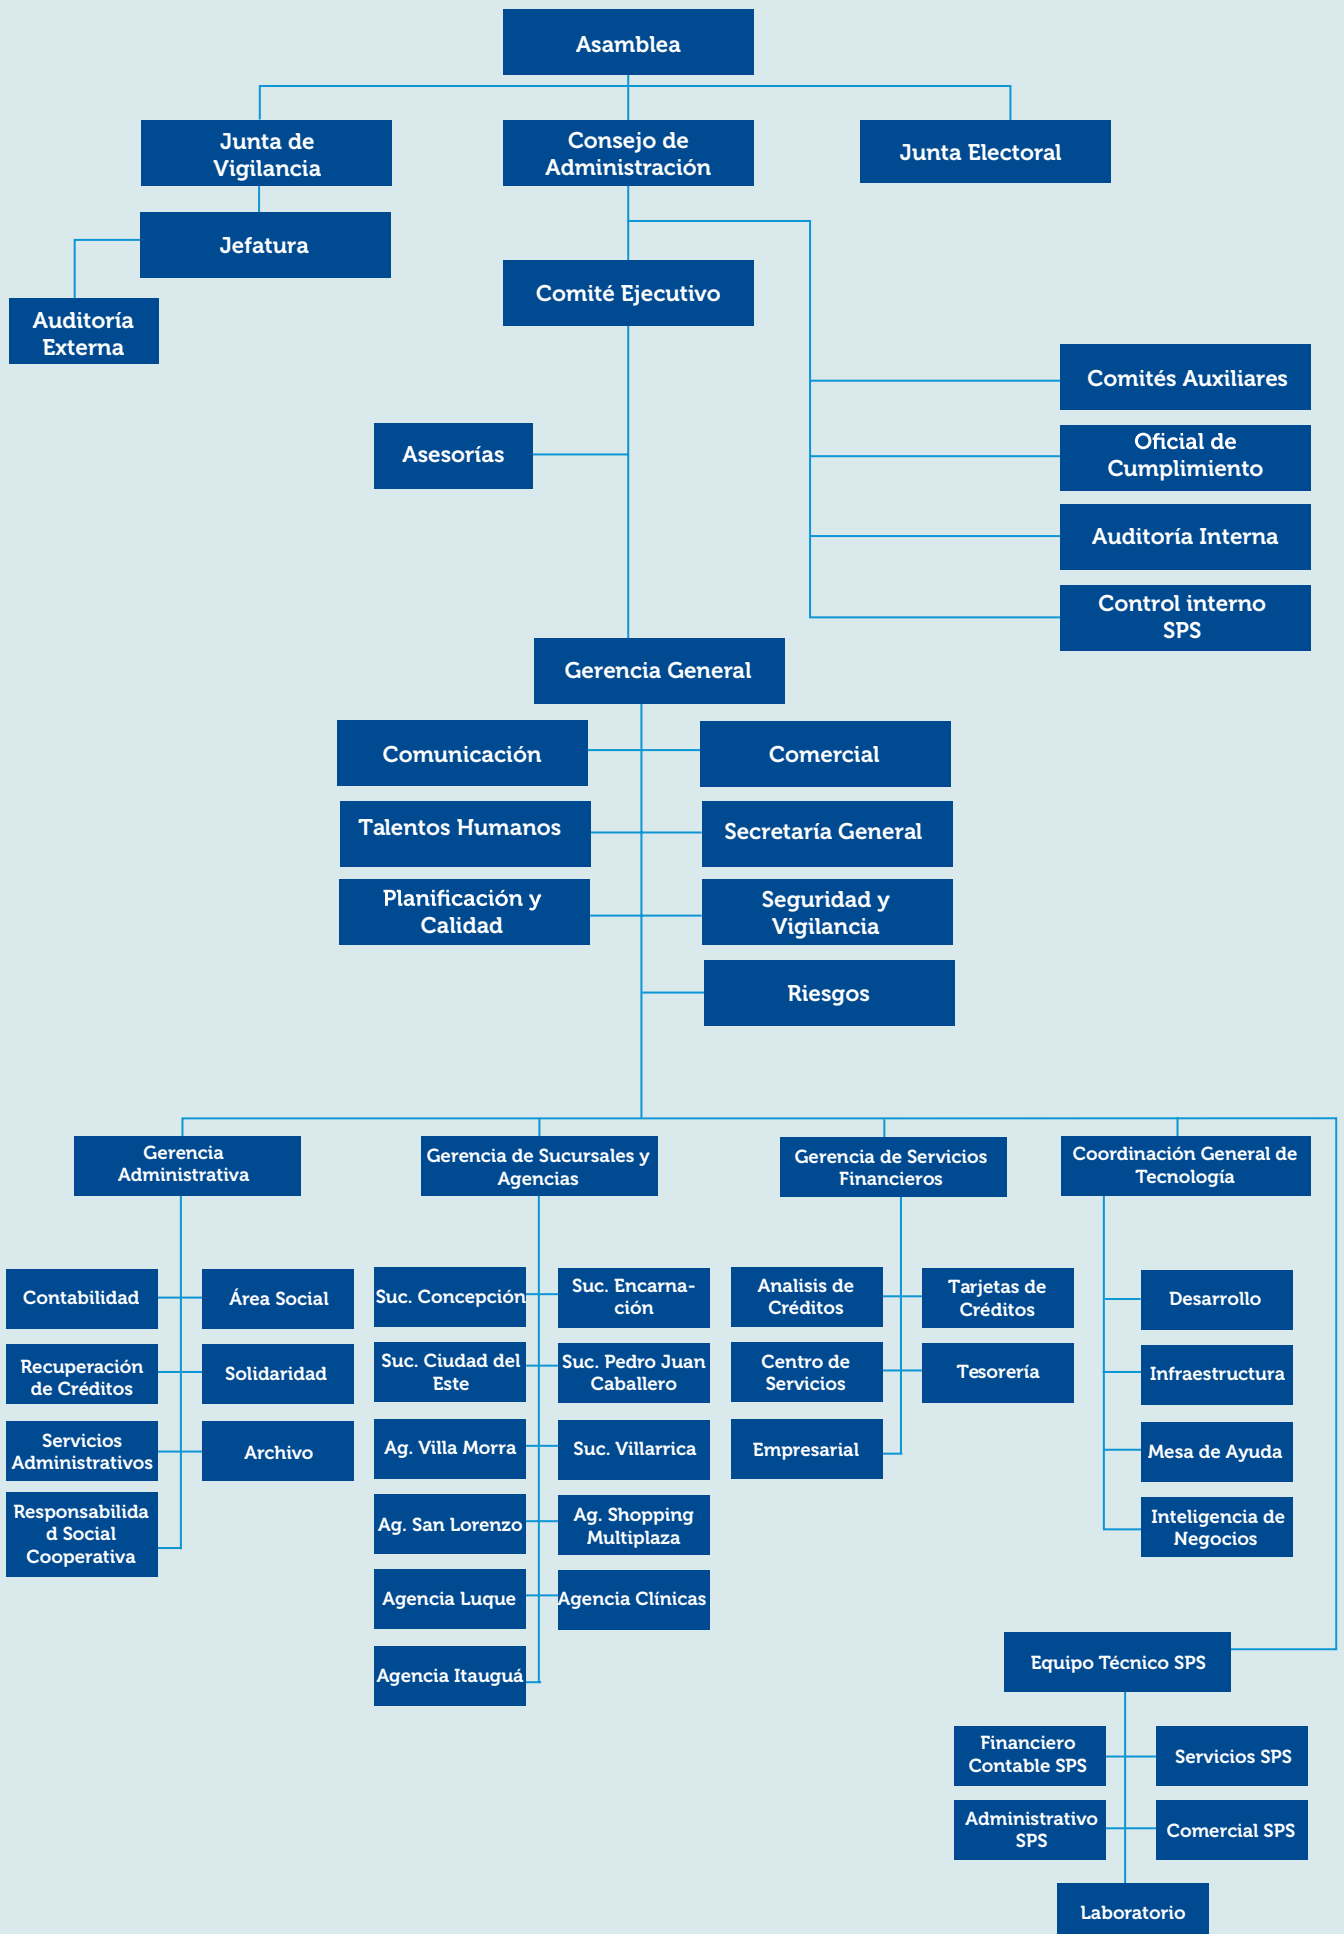 Asamblea
Junta de
Vigilancia
Consejo de
Administración
Junta Electoral
Jefatura
Comité Ejecutivo
Auditoría
Externa
Comités Auxiliares
Asesorías
Oficial de
Cumplimiento
Auditoría Interna
Control interno
SPS
Gerencia General
Comunicación
Comercial
Talentos Humanos
Secretaría General
Planificación y
Calidad
Seguridad y
Vigilancia
Riesgos
Gerencia
Administrativa
Gerencia de Sucursales y
Agencias
Gerencia de Servicios
Financieros
Coordinación General de
Tecnología
Contabilidad
Área Social
Recuperación
de Créditos
Solidaridad
Servicios
Administrativos
Archivo
Responsabilida
d Social
Cooperativa
Suc. Concepción
Suc. Encarna-
ción
Suc. Ciudad del
Este
Suc. Pedro Juan
Caballero
Ag. Villa Morra
Suc. Villarrica
Ag. San Lorenzo
Ag. Shopping
Multiplaza
Agencia Luque
Agencia Clínicas
Agencia Itauguá
Analisis de
Créditos
Tarjetas de
Créditos
Centro de
Servicios
Tesorería
Empresarial
Desarrollo
Infraestructura
Mesa de Ayuda
Inteligencia de
Negocios
Equipo Técnico SPS
Financiero
Contable SPS
Servicios SPS
Administrativo
SPS
Comercial SPS
Laboratorio